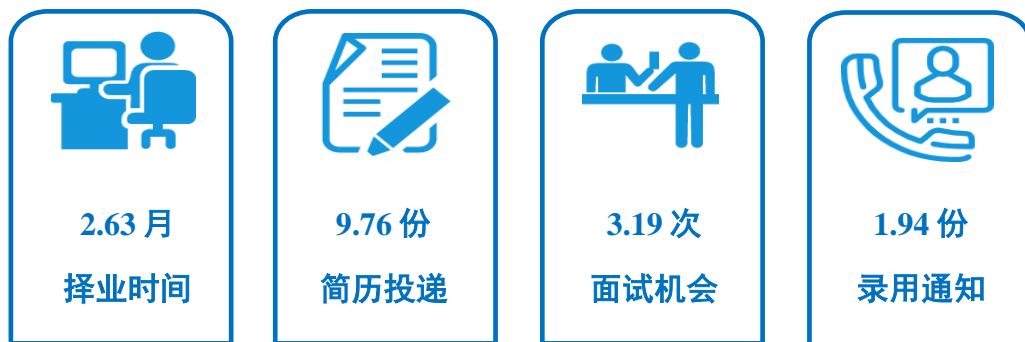 2.63 月
择业时间
9.76 份
简历投递
3.19 次
面试机会
1.94 份
录用通知